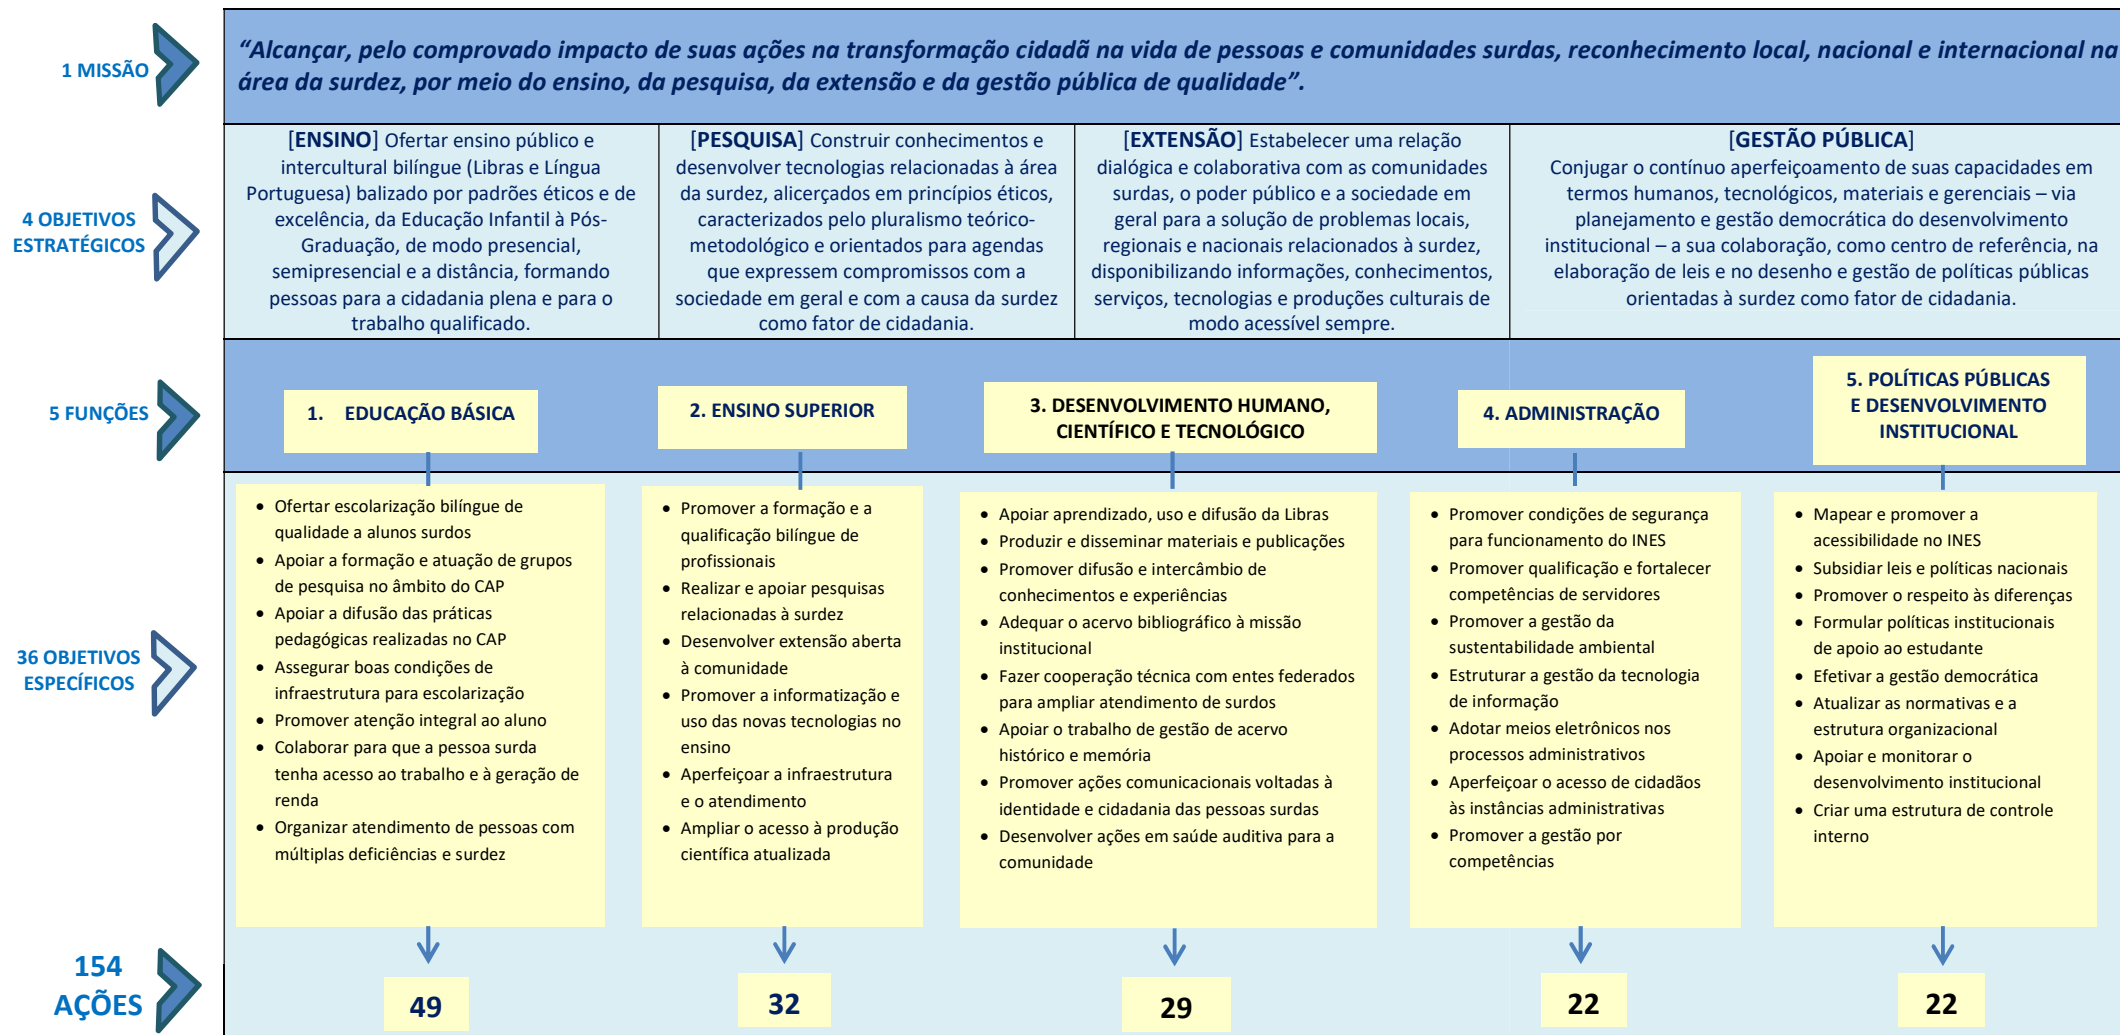 1 MISSÃO
“Alcançar, pelo comprovado impacto de suas ações na transformação cidadã na vida de pessoas e comunidades surdas, reconhecimento local, nacional e internacional na
área da surdez, por meio do ensino, da pesquisa, da extensão e da gestão pública de qualidade”.
4 OBJETIVOS
ESTRATÉGICOS
[ENSINO] Ofertar ensino público e
intercultural bilíngue (Libras e Língua
Portuguesa) balizado por padrões éticos e de
excelência, da Educação Infantil à Pós-
Graduação, de modo presencial,
semipresencial e a distância, formando
pessoas para a cidadania plena e para o
trabalho qualificado.
[PESQUISA] Construir conhecimentos e
desenvolver tecnologias relacionadas à área
da surdez, alicerçados em princípios éticos,
caracterizados pelo pluralismo teórico-
metodológico e orientados para agendas
que expressem compromissos com a
sociedade em geral e com a causa da surdez
como fator de cidadania.
[EXTENSÃO] Estabelecer uma relação
dialógica e colaborativa com as comunidades
surdas, o poder público e a sociedade em
geral para a solução de problemas locais,
regionais e nacionais relacionados à surdez,
disponibilizando informações, conhecimentos,
serviços, tecnologias e produções culturais de
modo acessível sempre.
[GESTÃO PÚBLICA]
Conjugar o contínuo aperfeiçoamento de suas capacidades em
termos humanos, tecnológicos, materiais e gerenciais – via
planejamento e gestão democrática do desenvolvimento
institucional – a sua colaboração, como centro de referência, na
elaboração de leis e no desenho e gestão de políticas públicas
orientadas à surdez como fator de cidadania.
5 FUNÇÕES
1. EDUCAÇÃO BÁSICA
2. ENSINO SUPERIOR
3. DESENVOLVIMENTO HUMANO,
CIENTÍFICO E TECNOLÓGICO
4. ADMINISTRAÇÃO
5. POLÍTICAS PÚBLICAS
E DESENVOLVIMENTO
INSTITUCIONAL
36 OBJETIVOS
ESPECÍFICOS
• Ofertar escolarização bilíngue de
qualidade a alunos surdos
• Apoiar a formação e atuação de grupos
de pesquisa no âmbito do CAP
• Apoiar a difusão das práticas
pedagógicas realizadas no CAP
• Assegurar boas condições de
infraestrutura para escolarização
• Promover atenção integral ao aluno
• Colaborar para que a pessoa surda
tenha acesso ao trabalho e à geração de
renda
• Organizar atendimento de pessoas com
múltiplas deficiências e surdez
• Promover a formação e a
qualificação bilíngue de
profissionais
• Realizar e apoiar pesquisas
relacionadas à surdez
• Desenvolver extensão aberta
à comunidade
• Promover a informatização e
uso das novas tecnologias no
ensino
• Aperfeiçoar a infraestrutura
e o atendimento
• Ampliar o acesso à produção
científica atualizada
• Apoiar aprendizado, uso e difusão da Libras
• Produzir e disseminar materiais e publicações
• Promover difusão e intercâmbio de
conhecimentos e experiências
• Adequar o acervo bibliográfico à missão
institucional
• Fazer cooperação técnica com entes federados
para ampliar atendimento de surdos
• Apoiar o trabalho de gestão de acervo
histórico e memória
• Promover ações comunicacionais voltadas à
identidade e cidadania das pessoas surdas
• Desenvolver ações em saúde auditiva para a
comunidade
• Promover condições de segurança
para funcionamento do INES
• Promover qualificação e fortalecer
competências de servidores
• Promover a gestão da
sustentabilidade ambiental
• Estruturar a gestão da tecnologia
de informação
• Adotar meios eletrônicos nos
processos administrativos
• Aperfeiçoar o acesso de cidadãos
às instâncias administrativas
• Promover a gestão por
competências
• Mapear e promover a
acessibilidade no INES
• Subsidiar leis e políticas nacionais
• Promover o respeito às diferenças
• Formular políticas institucionais
de apoio ao estudante
• Efetivar a gestão democrática
• Atualizar as normativas e a
estrutura organizacional
• Apoiar e monitorar o
desenvolvimento institucional
• Criar uma estrutura de controle
interno
154
AÇÕES
49
32
29
22
22